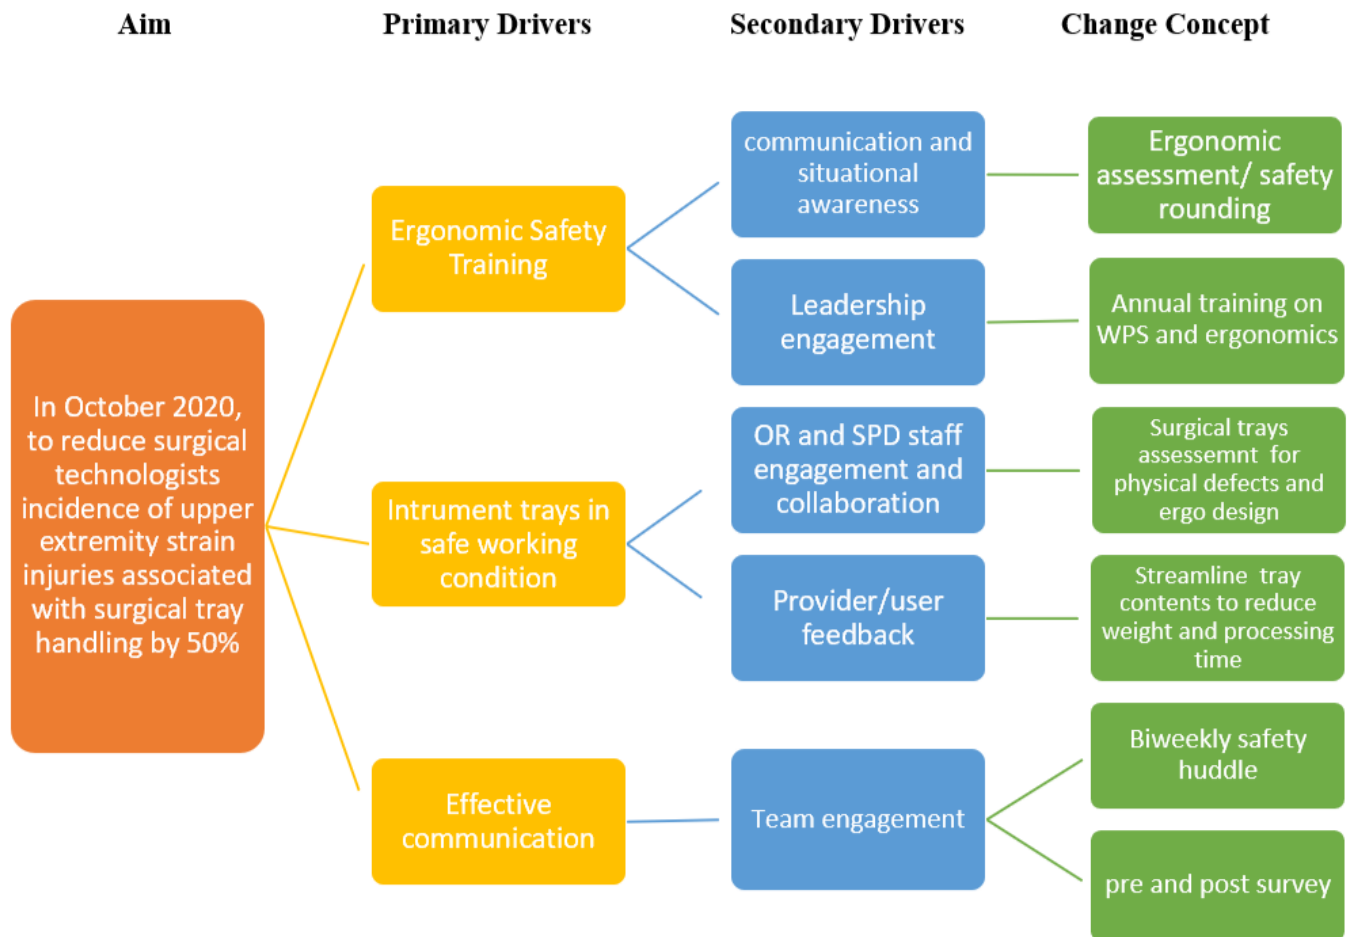 Aim
Primary Drivers
Secondary Drivers
Change Concept
In October 2020,
to reduce surgical
technologists
incidence of upper
extremity strain
injuries associated
with surgical tray
handling by 50%
Ergonomic Safety
Training
Intrument trays in
safe working
condition
Effective
communication
communication and
situational
awareness
Leadership
engagement
OR and SPD staff
engagement and
collaboration
Provider/user
feedback
Team engagement
Ergonomic
assessment/ safety
rounding
Annual training on
WPS and ergonomics
Surgical trays
assessemnt for
physical defects and
ergo design
Streamline tray
contents to reduce
weight and processing
time
Biweekly safety
huddle
pre and post survey